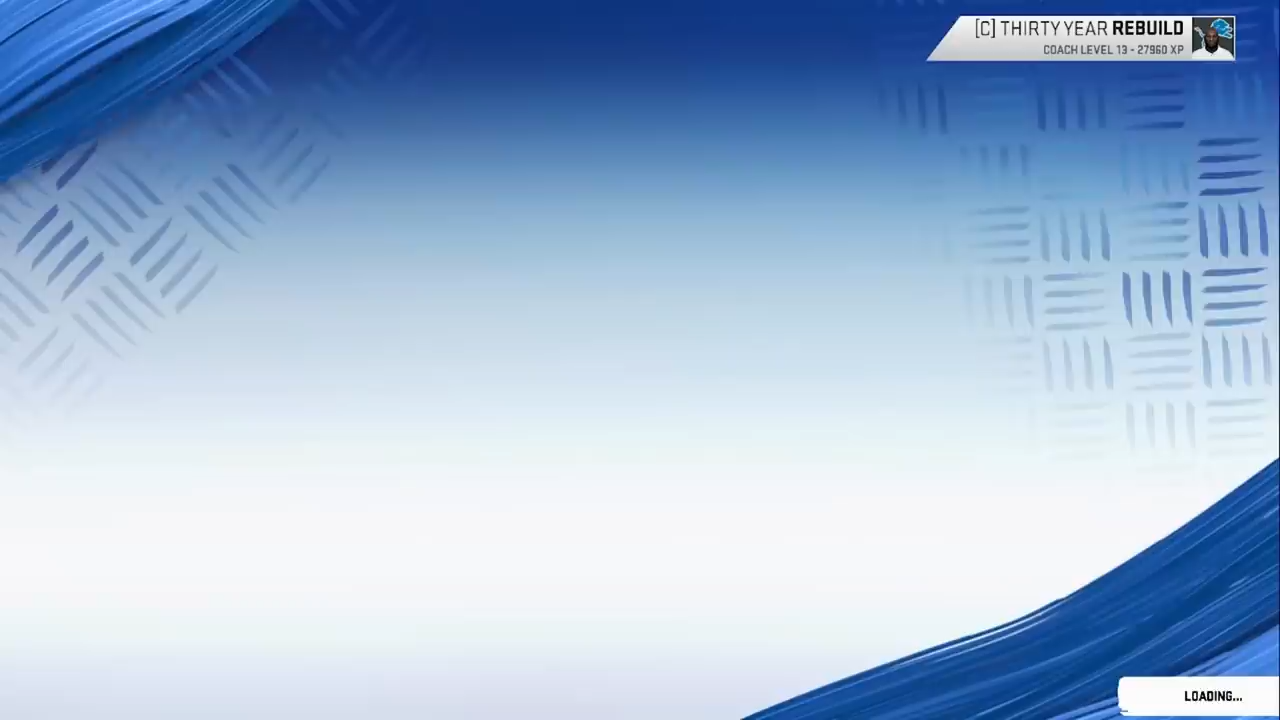 [C] THIRTY YEAR REBUILD
COACH LEVEL 13 - 27960 XP
LOADING...